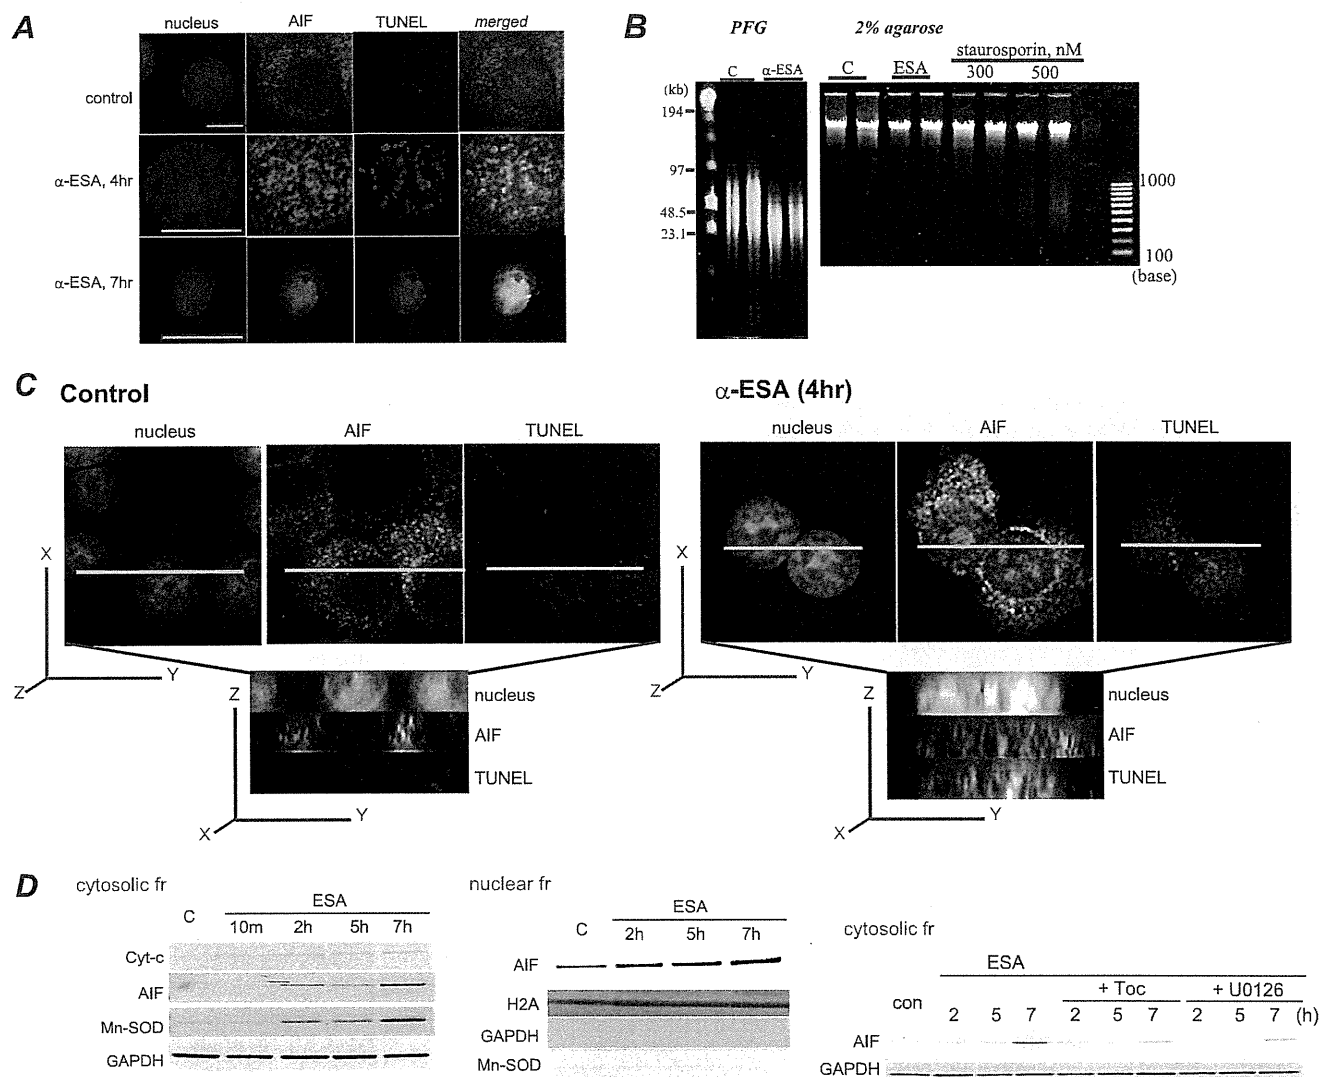 A
nucleus AIF TUNEL merged
control
α-ESA, 4hr
α-ESA, 7hr
B
PFG 2% agarose
staurosporin, nM
C α-ESA C ESA 300 500
(kb)
194
97
48.5
23.1
1000
100
(base)
C Control α-ESA (4hr)
nucleus AIF TUNEL nucleus AIF TUNEL
X X
Y Y
Z Z
Z nucleus Z nucleus
AIF AIF
TUNEL TUNEL
Y Y
X X
D
cytosolic fr
ESA
C 10m 2h 5h 7h
Cyt-c
AIF
Mn-SOD
GAPDH
nuclear fr
ESA
C 2h 5h 7h
AIF
H2A
GAPDH
Mn-SOD
cytosolic fr
ESA
+ Toc + U0126
con 2 5 7 2 5 7 2 5 7 (h)
AIF
GAPDH